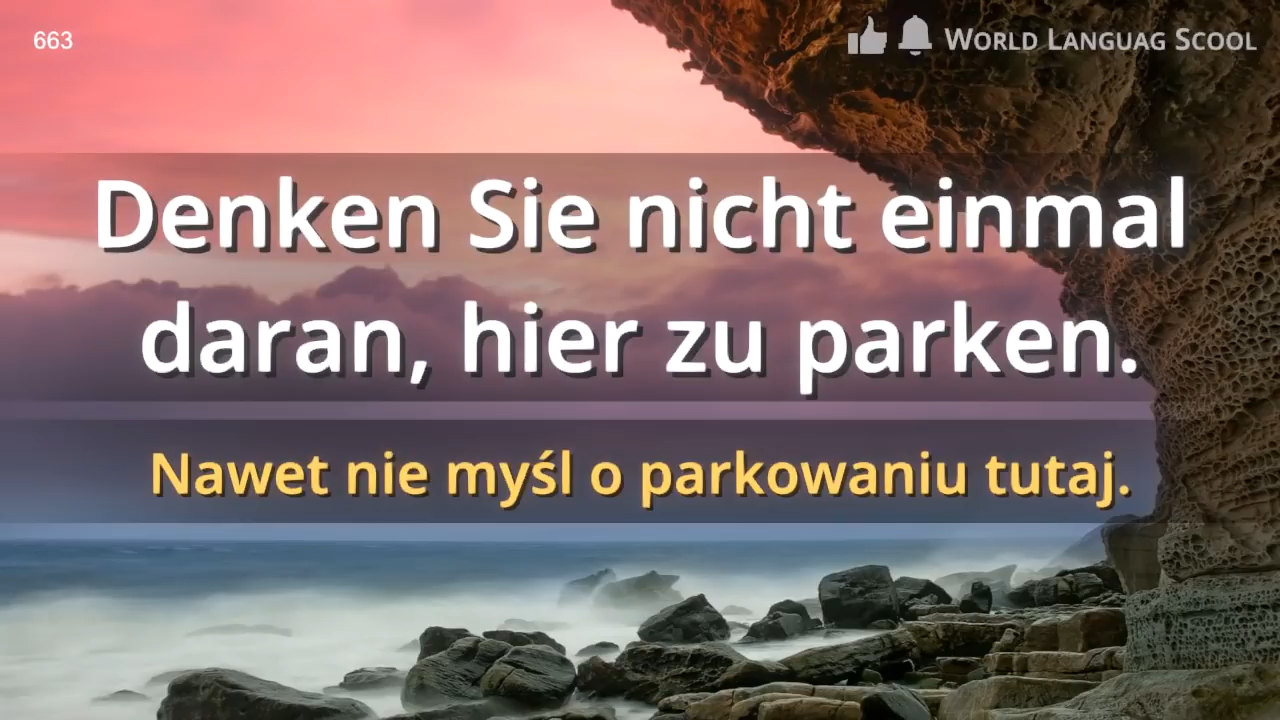 663
World Languag Scool
Denken Sie nicht einmal
daran, hier zu parken.
Nawet nie myśl o parkowaniu tutaj.